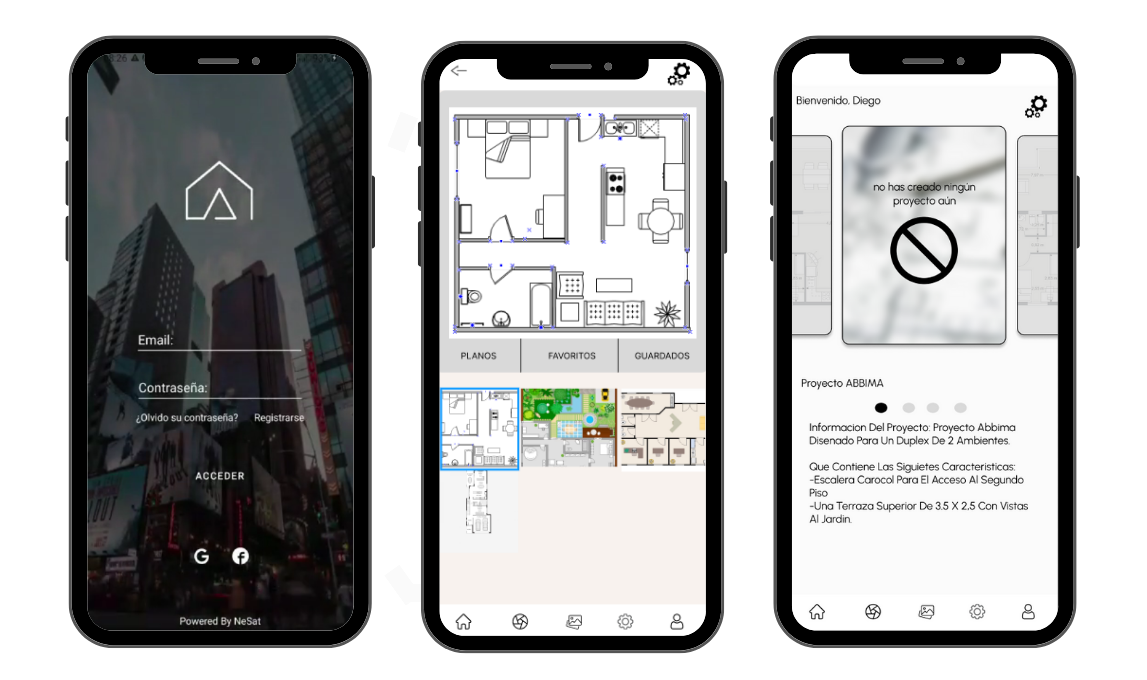 Email:
Contraseña:
¿Olvido su contraseña? Registrarse
ACCEDER
G f
Powered By NeSat
PLANOS FAVORITOS GUARDADOS
Bienvenido, Diego
no has creado ningún
proyecto aún
Proyecto ABBIMA
Informacion Del Proyecto: Proyecto Abbima
Disenado Para Un Duplex De 2 Ambientes.
Que Contiene Las Siguietes Caracteristicas:
-Escalera Carocol Para El Acceso Al Segundo
Piso
-Una Terraza Superior De 3.5 X 2,5 Con Vistas
Al Jardin.